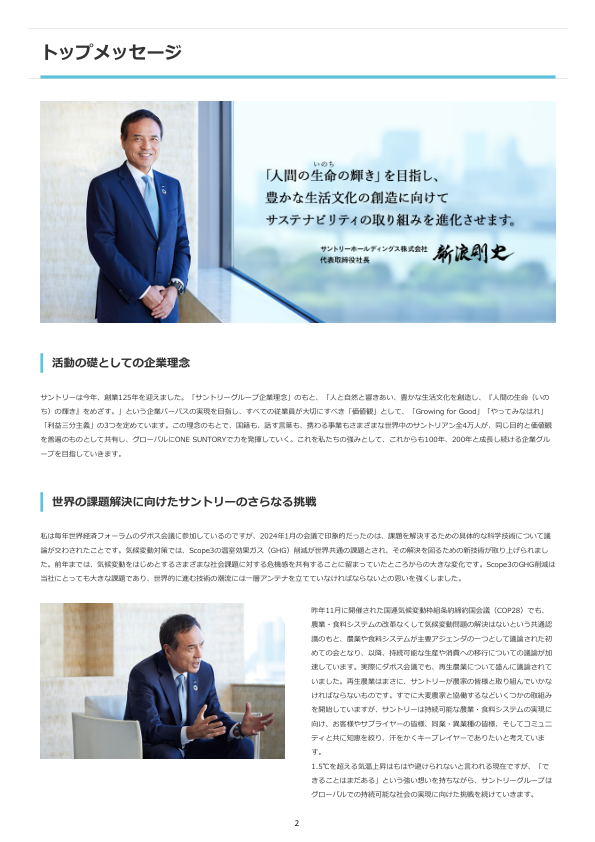 トップメッセージ
いのち
「人間の生命の輝き」を目指し、
豊かな生活文化の創造に向けて
サステナビリティの取り組みを進化させます。
サントリーホールディングス株式会社
代表取締役社長
新浪剛史
活動の礎としての企業理念
サントリーは今年、創業125年を迎えました。「サントリーグループ企業理念」のもと、「人と自然と響きあい、豊かな生活文化を創造し、『人間の生命（いの
ち）の輝き』をめざす。」という企業パーパスの実現を目指し、すべての従業員が大切にすべき「価値観」として、「Growing for Good」「やってみなはれ」
「利益三分主義」の3つを定めています。この理念のもとで、国籍も、話す言葉も、携わる事業もさまざまな世界中のサントリアン全4万人が、同じ目的と価値観
を普遍のものとして共有し、グローバルにONE SUNTORYで力を発揮していく。これを私たちの強みとして、これからも100年、200年と成長し続ける企業グル
ープを目指していきます。
世界の課題解決に向けたサントリーのさらなる挑戦
私は毎年世界経済フォーラムのダボス会議に参加しているのですが、2024年1月の会議で印象的だったのは、課題を解決するための具体的な科学技術について議
論が交わされたことです。気候変動対策では、Scope3の温室効果ガス（GHG）削減が世界共通の課題とされ、その解決を図るための新技術が取り上げられまし
た。前年までは、気候変動をはじめとするさまざまな社会課題に対する危機感を共有することに留まっていたところからの大きな変化です。Scope3のGHG削減は
当社にとっても大きな課題であり、世界的に進む技術の潮流には一層アンテナを立てていなければならないとの思いを強くしました。
昨年11月に開催された国連気候変動枠組条約締約国会議（COP28）でも、
農業・食料システムの改革なくして気候変動問題の解決はないという共通認
識のもと、農業や食料システムが主要アジェンダの一つとして議論された初
めての会となり、以降、持続可能な生産や消費への移行についての議論が加
速しています。実際にダボス会議でも、再生農業について盛んに議論されて
いました。再生農業はまさに、サントリーが農家の皆様と取り組んでいかな
ければならないものです。すでに大麦農家と協働するなどいくつかの取組み
を開始していますが、サントリーは持続可能な農業・食料システムの実現に
向け、お客様やサプライヤーの皆様、同業・異業種の皆様、そしてコミュニ
ティと共に知恵を絞り、汗をかくキープレイヤーでありたいと考えていま
す。
1.5℃を超える気温上昇はもはや避けられないと言われる現在ですが、「で
きることはまだある」という強い想いを持ちながら、サントリーグループは
グローバルでの持続可能な社会の実現に向けた挑戦を続けていきます。
2